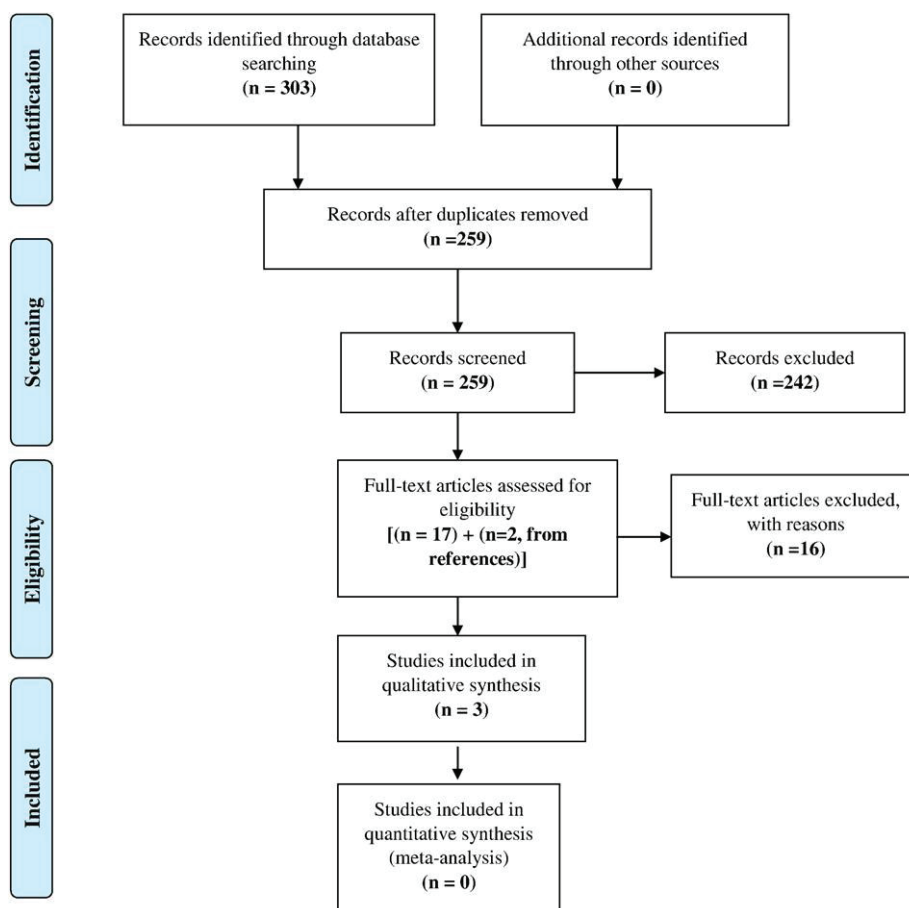 Identification
Records identified through database
searching
(n = 303)
Additional records identified
through other sources
(n = 0)
Records after duplicates removed
(n =259)
Screening
Records screened
(n = 259)
Records excluded
(n =242)
Eligibility
Full-text articles assessed for
eligibility
[(n = 17) + (n=2, from
references)]
Full-text articles excluded,
with reasons
(n =16)
Studies included in
qualitative synthesis
(n = 3)
Included
Studies included in
quantitative synthesis
(meta-analysis)
(n = 0)